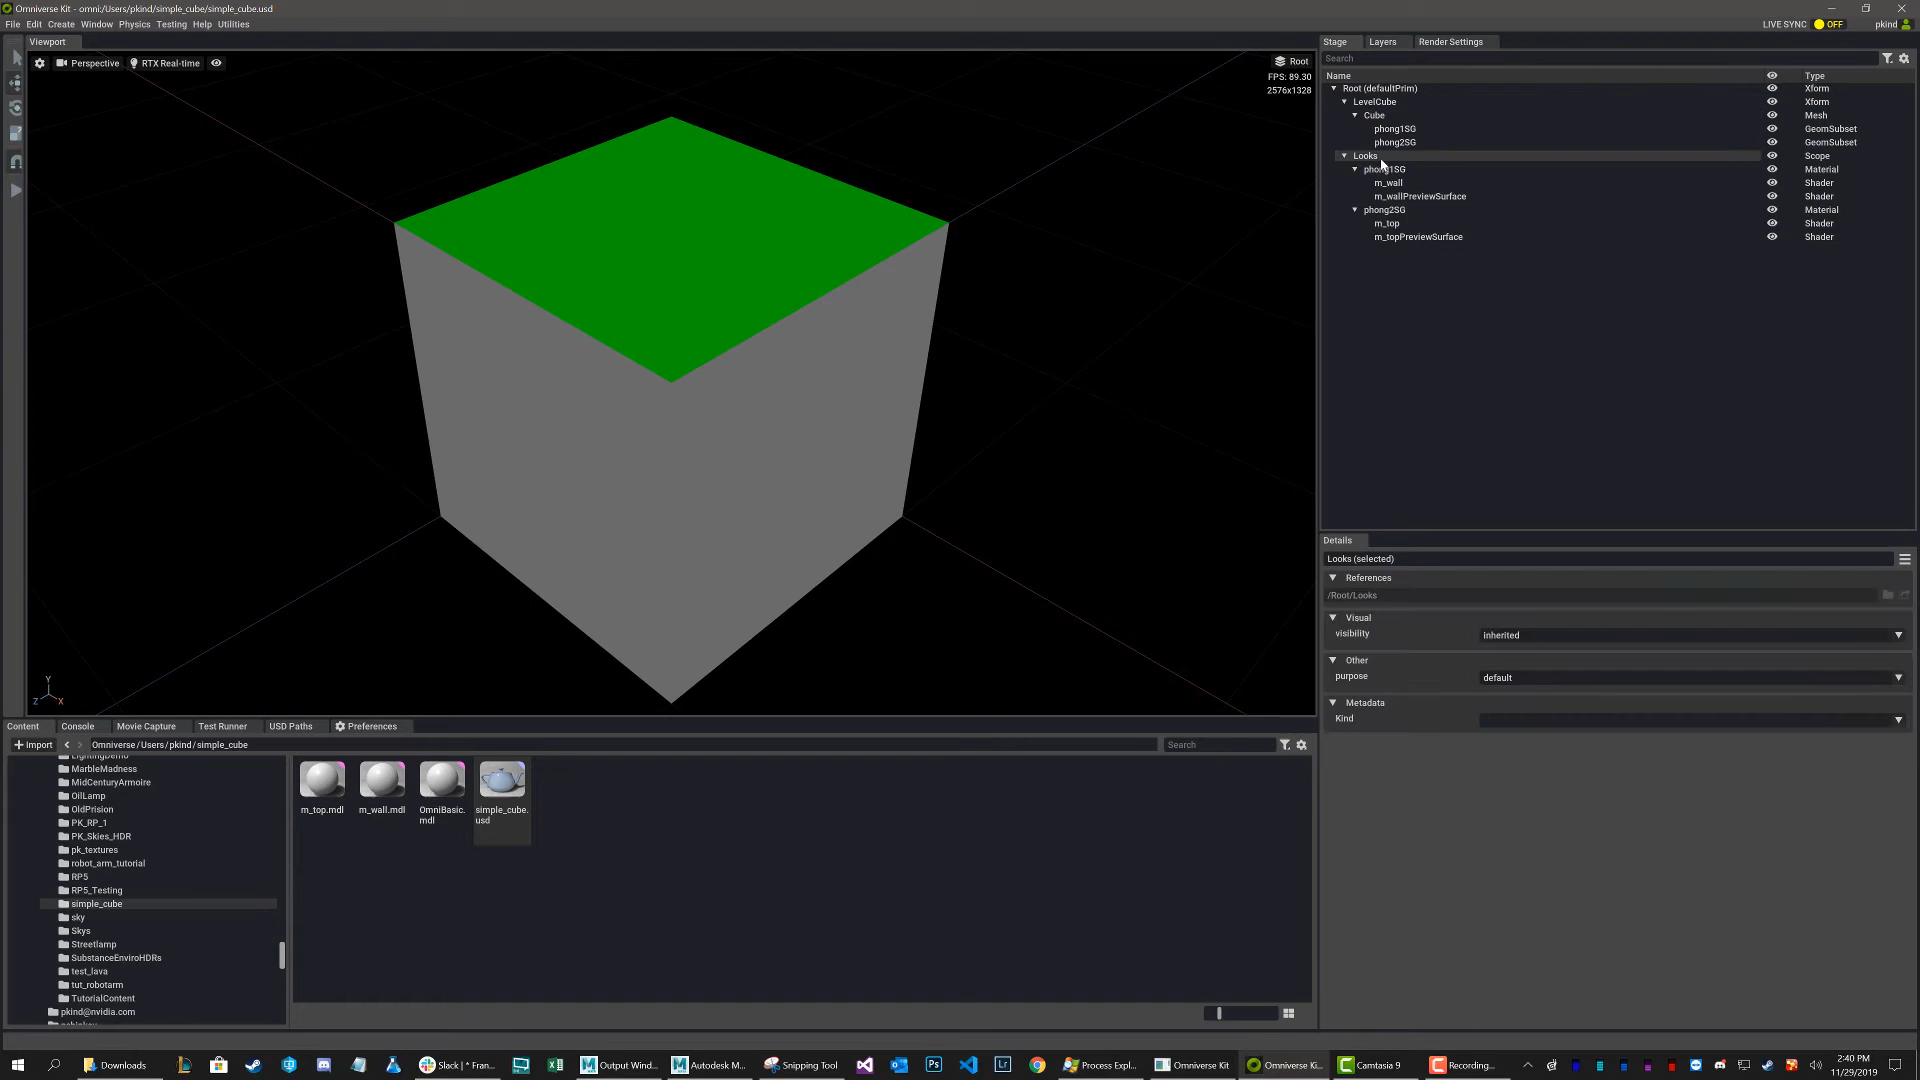 Omniverse Kit - omni:/Users/pkind/simple_cube/simple_cube.usd
File Edit Create Window Physics Testing Help Utilities
LIVE SYNC OFF pkind
Viewport
Perspective RTX Real-time
Root
FPS: 89.30
2576x1328
Stage Layers Render Settings
Search
Name Type
Root (defaultPrim) Xform
LevelCube Xform
Cube Mesh
phong1SG GeomSubset
phong2SG GeomSubset
Looks Scope
phong1SG Material
m_wall Shader
m_wallPreviewSurface Shader
phong2SG Material
m_top Shader
m_topPreviewSurface Shader
Details
Looks (selected)
References
/Root/Looks
Visual
visibility inherited
Other
purpose default
Metadata
Kind
Y
Z X
Content Console Movie Capture Test Runner USD Paths Preferences
+ Import Omniverse/Users/pkind/simple_cube Search
LightingDemo
MarbleMadness
MidCenturyArmoire
OilLamp
OldPrision
PK_RP_1
PK_Skies_HDR
pk_textures
robot_arm_tutorial
RP5
RP5_Testing
simple_cube
sky
Skys
Streetlamp
SubstanceEnviroHDRs
test_lava
tut_robotarm
TutorialContent
pkind@nvidia.com
m_top.mdl
m_wall.mdl
OmniBasic.
mdl
simple_cube.
usd
Downloads
Slack | * Fran...
Output Wind...
Autodesk M...
Snipping Tool
Ps
Lr
Process Expl...
Omniverse Kit
Omniverse Ki...
Camtasia 9
Recording...
2:40 PM
11/29/2019